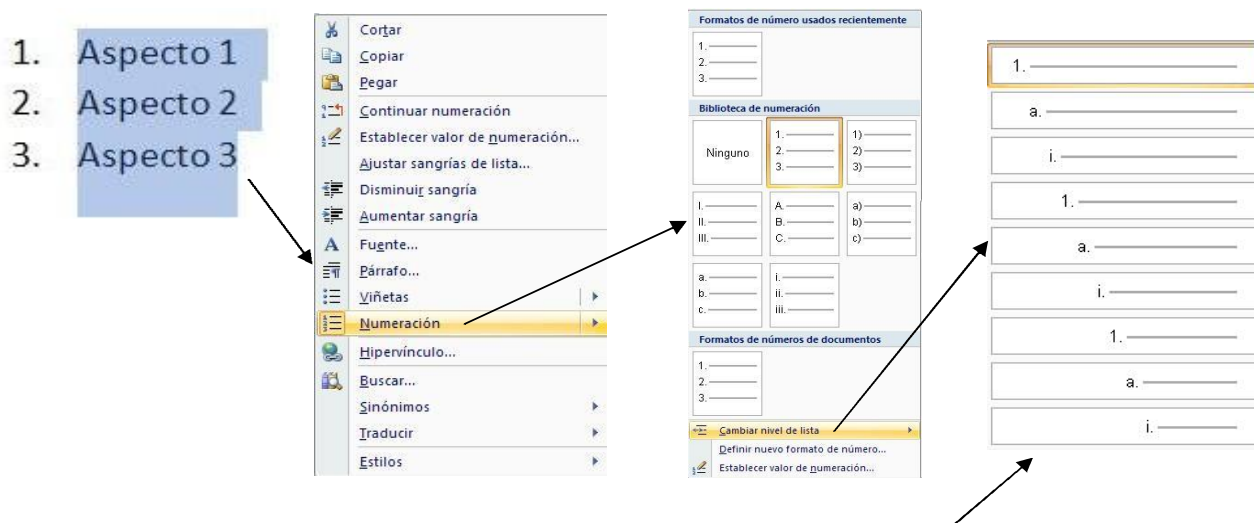 1. Aspecto 1
2. Aspecto 2
3. Aspecto 3
Cortar
Copiar
Pegar
Continuar numeración
Establecer valor de numeración...
Ajustar sangrías de lista...
Disminuir sangría
Aumentar sangría
Fuente...
Párrafo...
Viñetas
Numeración
Hipervínculo...
Buscar...
Sinónimos
Traducir
Estilos
Formatos de número usados recientemente
1.
2.
3.
Biblioteca de numeración
Ninguno
1.
2.
3.
1)
2)
3)
I.
II.
III.
A.
B.
C.
a)
b)
c)
a.
b.
c.
i.
ii.
iii.
Formatos de números de documentos
1.
2.
3.
Cambiar nivel de lista
Definir nuevo formato de número...
Establecer valor de numeración...
1.
a.
i.
1.
a.
i.
1.
a.
i.